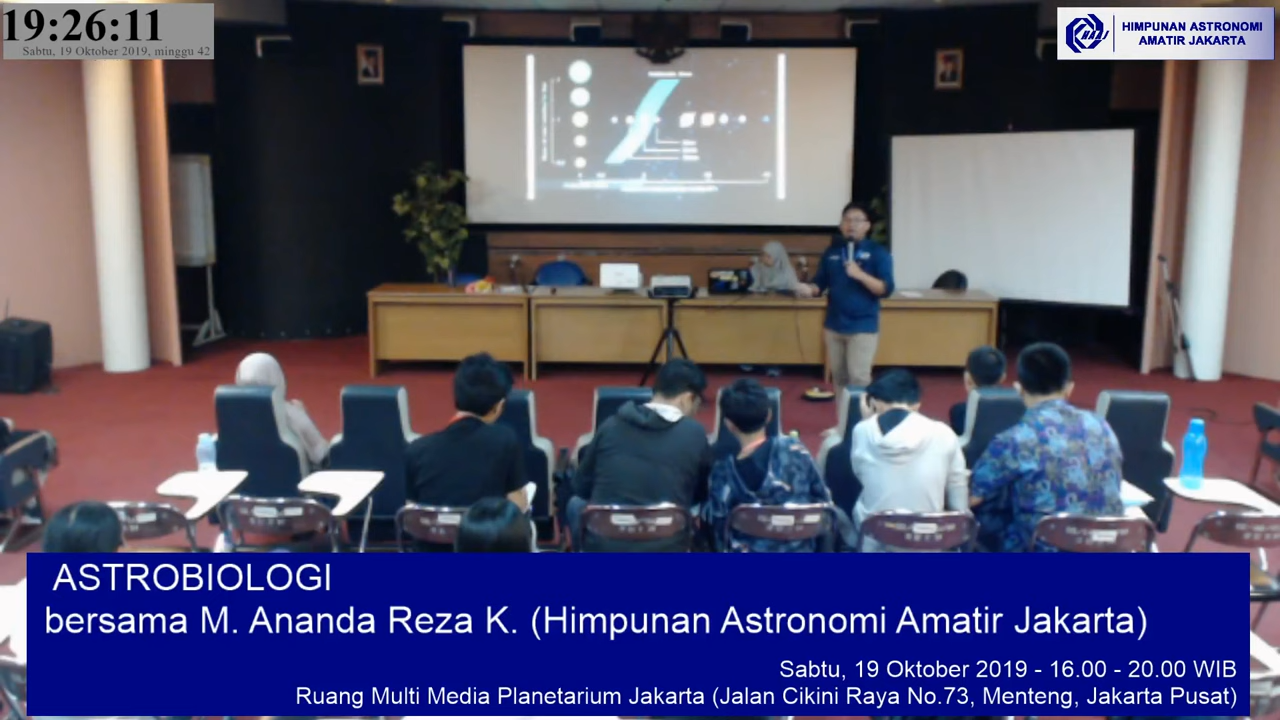 19:26:11
Sabtu, 19 Oktober 2019, minggu 42
HIMPUNAN ASTRONOMI
AMATIR JAKARTA
ASTROBIOLOGI
bersama M. Ananda Reza K. (Himpunan Astronomi Amatir Jakarta)
Sabtu, 19 Oktober 2019 - 16.00 - 20.00 WIB
Ruang Multi Media Planetarium Jakarta (Jalan Cikini Raya No.73, Menteng, Jakarta Pusat)